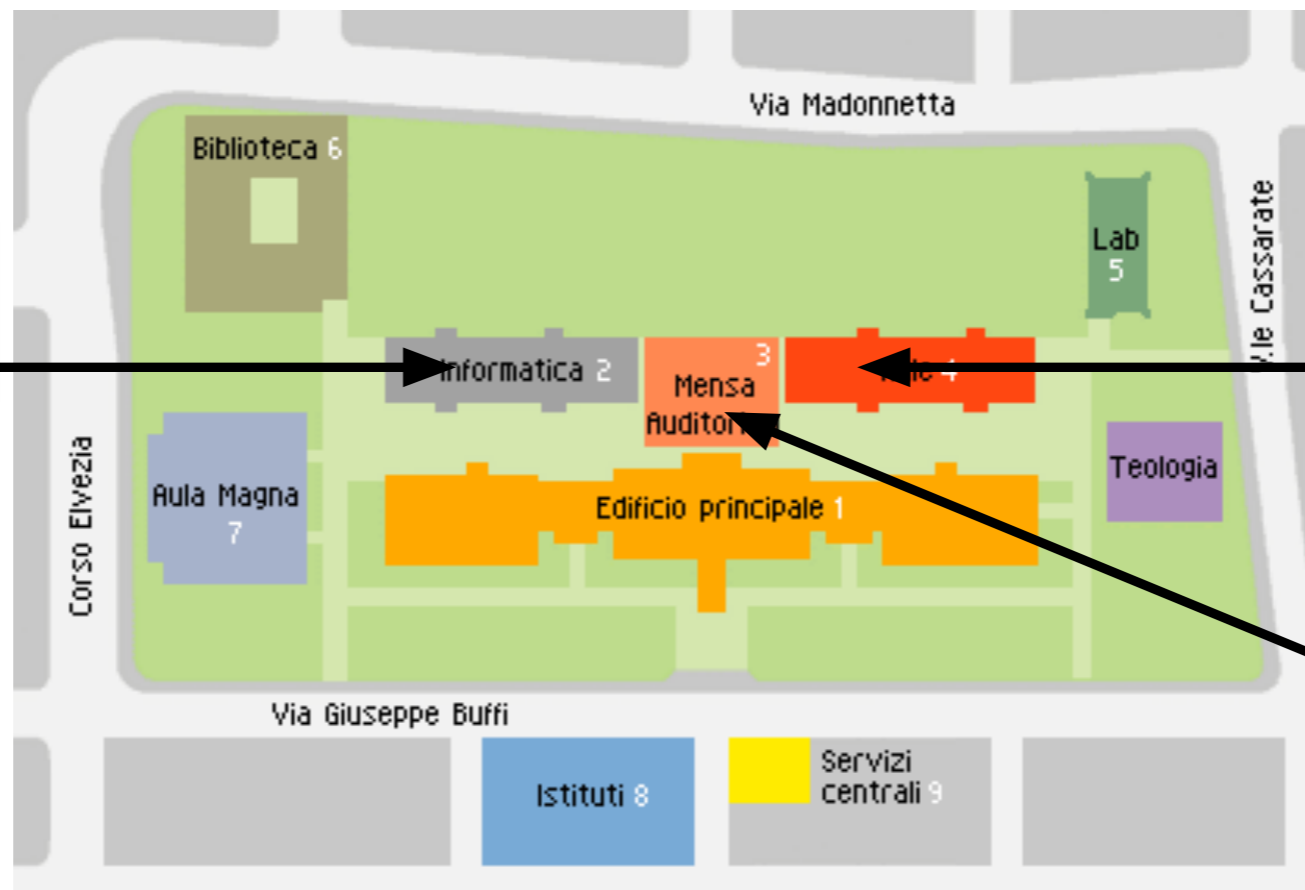 Via Madonnetta
Biblioteca 6
V.le Cassarate
Lab
5
Informatica 2
3
Mensa
4
Corso Elvezia
Aula Magna
7
Teologia
Edificio principale 1
Via Giuseppe Buffi
Istituti 8
Servizi
centrali 9